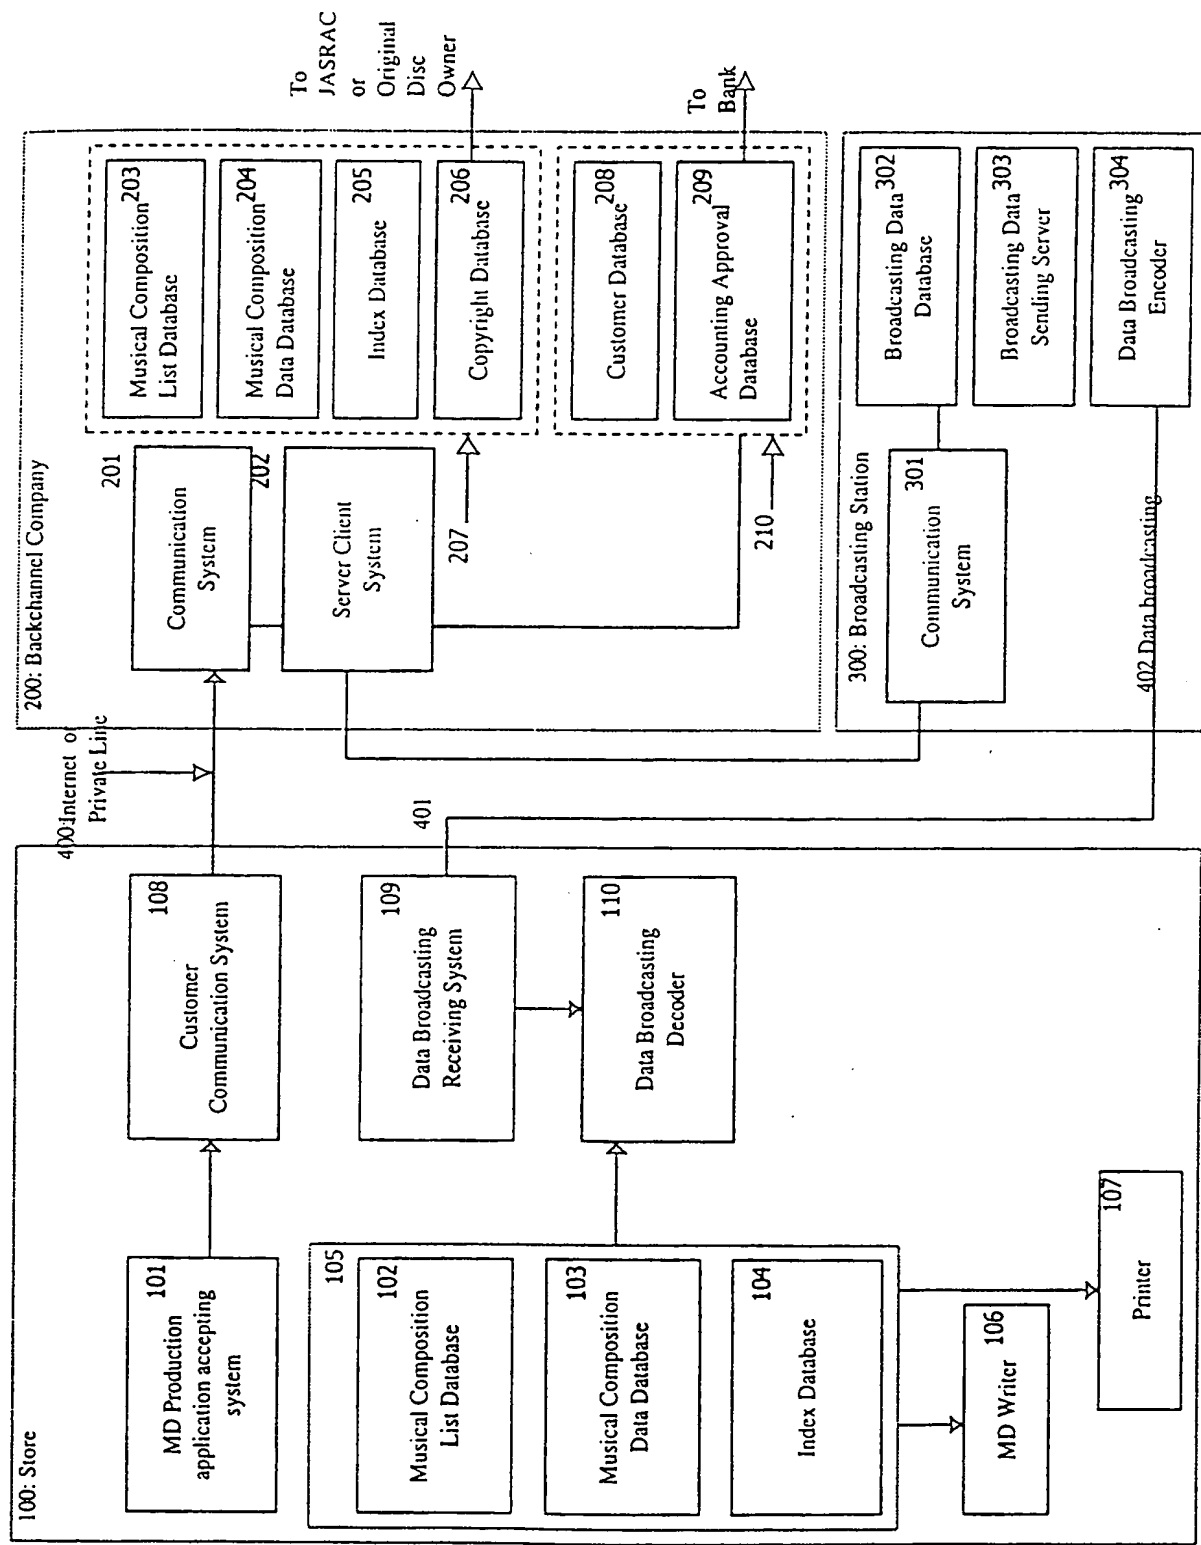 100: Store
101
MD Production
application accepting
system
105
102
Musical Composition
List Database
103
Musical Composition
Data Database
104
Index Database
106
MD Writer
107
Printer
108
Customer
Communication System
109
Data Broadcasting
Receiving System
110
Data Broadcasting
Decoder
400:Internet or
Private Line
401
200: Backchannel Company
201
Communication
System
202
Server Client
System
207
203
Musical Composition
List Database
204
Musical Composition
Data Database
205
Index Database
206
Copyright Database
208
Customer Database
209
Accounting Approval
Database
210
To
JASRAC
or
Original
Disc
Owner
To
Bank
300: Broadcasting Station
301
Communication
System
302
Broadcasting Data
Database
303
Broadcasting Data
Sending Server
304
Data Broadcasting
Encoder
402 Data broadcasting